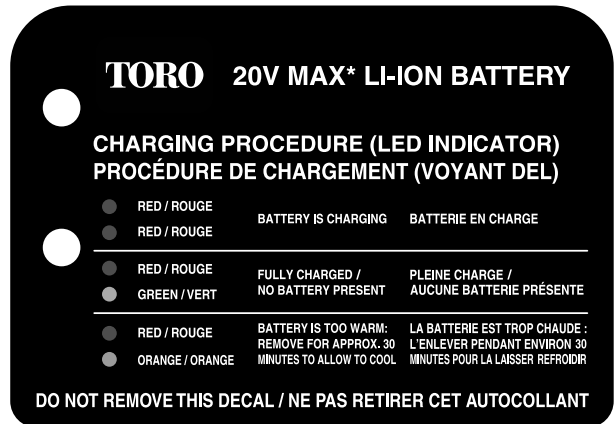 TORO 20V MAX* LI-ION BATTERY
CHARGING PROCEDURE (LED INDICATOR)
PROCÉDURE DE CHARGEMENT (VOYANT DEL)
RED / ROUGE
RED / ROUGE
BATTERY IS CHARGING
BATTERIE EN CHARGE
RED / ROUGE
GREEN / VERT
FULLY CHARGED /
NO BATTERY PRESENT
PLEINE CHARGE /
AUCUNE BATTERIE PRÉSENTE
RED / ROUGE
ORANGE / ORANGE
BATTERY IS TOO WARM:
REMOVE FOR APPROX. 30
MINUTES TO ALLOW TO COOL
LA BATTERIE EST TROP CHAUDE :
L'ENLEVER PENDANT ENVIRON 30
MINUTES POUR LA LAISSER REFROIDIR
DO NOT REMOVE THIS DECAL / NE PAS RETIRER CET AUTOCOLLANT